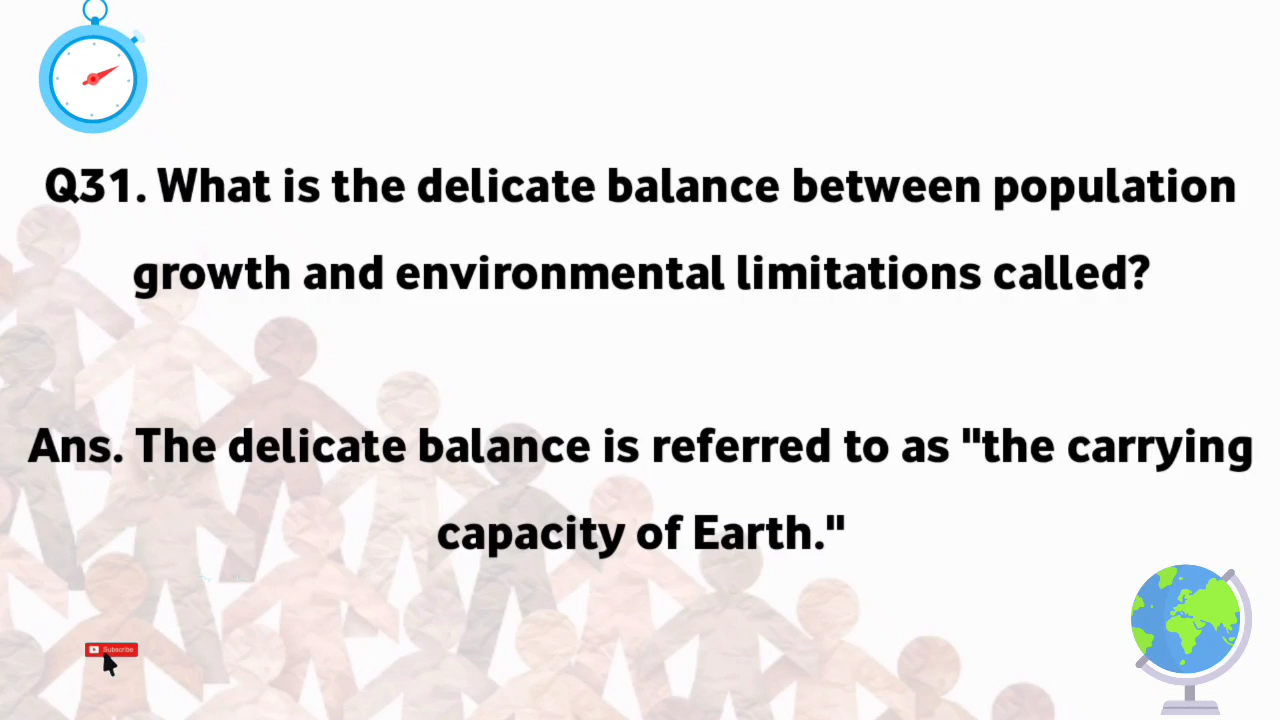 Q31. What is the delicate balance between population
growth and environmental limitations called?
Ans. The delicate balance is referred to as "the carrying
capacity of Earth."
Subscribe